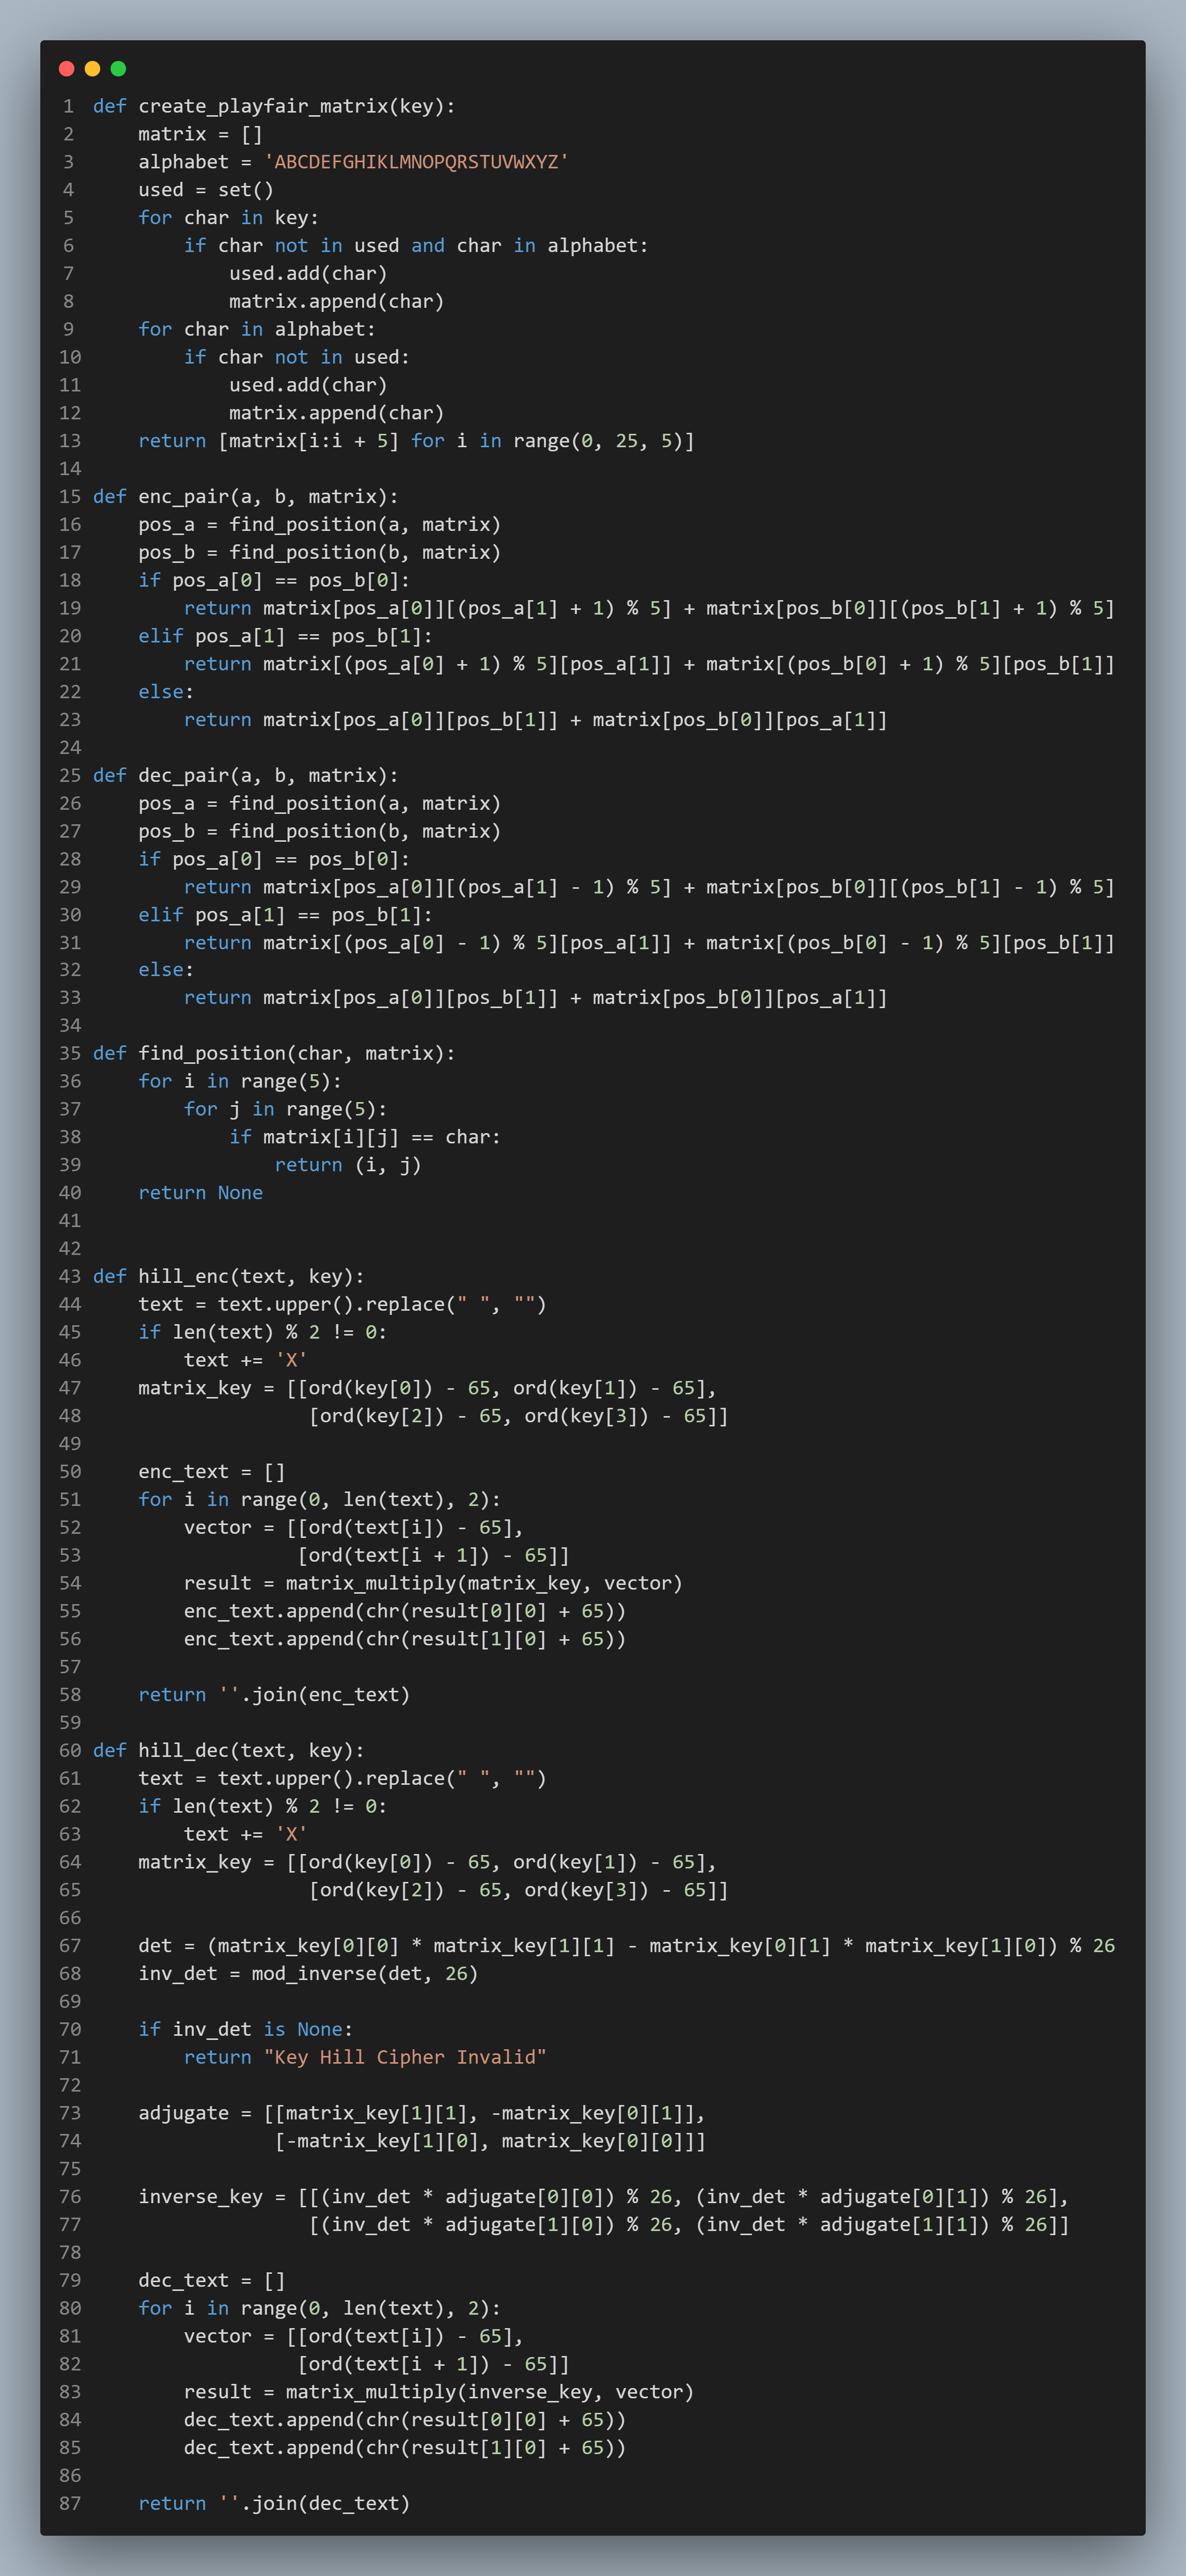 1 def create_playfair_matrix(key):
2     matrix = []
3     alphabet = 'ABCDEFGHIKLMNOPQRSTUVWXYZ'
4     used = set()
5     for char in key:
6         if char not in used and char in alphabet:
7             used.add(char)
8             matrix.append(char)
9     for char in alphabet:
10         if char not in used:
11             used.add(char)
12             matrix.append(char)
13     return [matrix[i:i + 5] for i in range(0, 25, 5)]
14
15 def enc_pair(a, b, matrix):
16     pos_a = find_position(a, matrix)
17     pos_b = find_position(b, matrix)
18     if pos_a[0] == pos_b[0]:
19         return matrix[pos_a[0]][(pos_a[1] + 1) % 5] + matrix[pos_b[0]][(pos_b[1] + 1) % 5]
20     elif pos_a[1] == pos_b[1]:
21         return matrix[(pos_a[0] + 1) % 5][pos_a[1]] + matrix[(pos_b[0] + 1) % 5][pos_b[1]]
22     else:
23         return matrix[pos_a[0]][pos_b[1]] + matrix[pos_b[0]][pos_a[1]]
24
25 def dec_pair(a, b, matrix):
26     pos_a = find_position(a, matrix)
27     pos_b = find_position(b, matrix)
28     if pos_a[0] == pos_b[0]:
29         return matrix[pos_a[0]][(pos_a[1] - 1) % 5] + matrix[pos_b[0]][(pos_b[1] - 1) % 5]
30     elif pos_a[1] == pos_b[1]:
31         return matrix[(pos_a[0] - 1) % 5][pos_a[1]] + matrix[(pos_b[0] - 1) % 5][pos_b[1]]
32     else:
33         return matrix[pos_a[0]][pos_b[1]] + matrix[pos_b[0]][pos_a[1]]
34
35 def find_position(char, matrix):
36     for i in range(5):
37         for j in range(5):
38             if matrix[i][j] == char:
39                 return (i, j)
40     return None
41
42
43 def hill_enc(text, key):
44     text = text.upper().replace(" ", "")
45     if len(text) % 2 != 0:
46         text += 'X'
47     matrix_key = [[ord(key[0]) - 65, ord(key[1]) - 65],
48                    [ord(key[2]) - 65, ord(key[3]) - 65]]
49
50     enc_text = []
51     for i in range(0, len(text), 2):
52         vector = [[ord(text[i]) - 65],
53                   [ord(text[i + 1]) - 65]]
54         result = matrix_multiply(matrix_key, vector)
55         enc_text.append(chr(result[0][0] + 65))
56         enc_text.append(chr(result[1][0] + 65))
57
58     return ''.join(enc_text)
59
60 def hill_dec(text, key):
61     text = text.upper().replace(" ", "")
62     if len(text) % 2 != 0:
63         text += 'X'
64     matrix_key = [[ord(key[0]) - 65, ord(key[1]) - 65],
65                    [ord(key[2]) - 65, ord(key[3]) - 65]]
66
67     det = (matrix_key[0][0] * matrix_key[1][1] - matrix_key[0][1] * matrix_key[1][0]) % 26
68     inv_det = mod_inverse(det, 26)
69
70     if inv_det is None:
71         return "Key Hill Cipher Invalid"
72
73     adjugate = [[matrix_key[1][1], -matrix_key[0][1]],
74                 [-matrix_key[1][0], matrix_key[0][0]]]
75
76     inverse_key = [[(inv_det * adjugate[0][0]) % 26, (inv_det * adjugate[0][1]) % 26],
77                    [(inv_det * adjugate[1][0]) % 26, (inv_det * adjugate[1][1]) % 26]]
78
79     dec_text = []
80     for i in range(0, len(text), 2):
81         vector = [[ord(text[i]) - 65],
82                   [ord(text[i + 1]) - 65]]
83         result = matrix_multiply(inverse_key, vector)
84         dec_text.append(chr(result[0][0] + 65))
85         dec_text.append(chr(result[1][0] + 65))
86
87     return ''.join(dec_text)